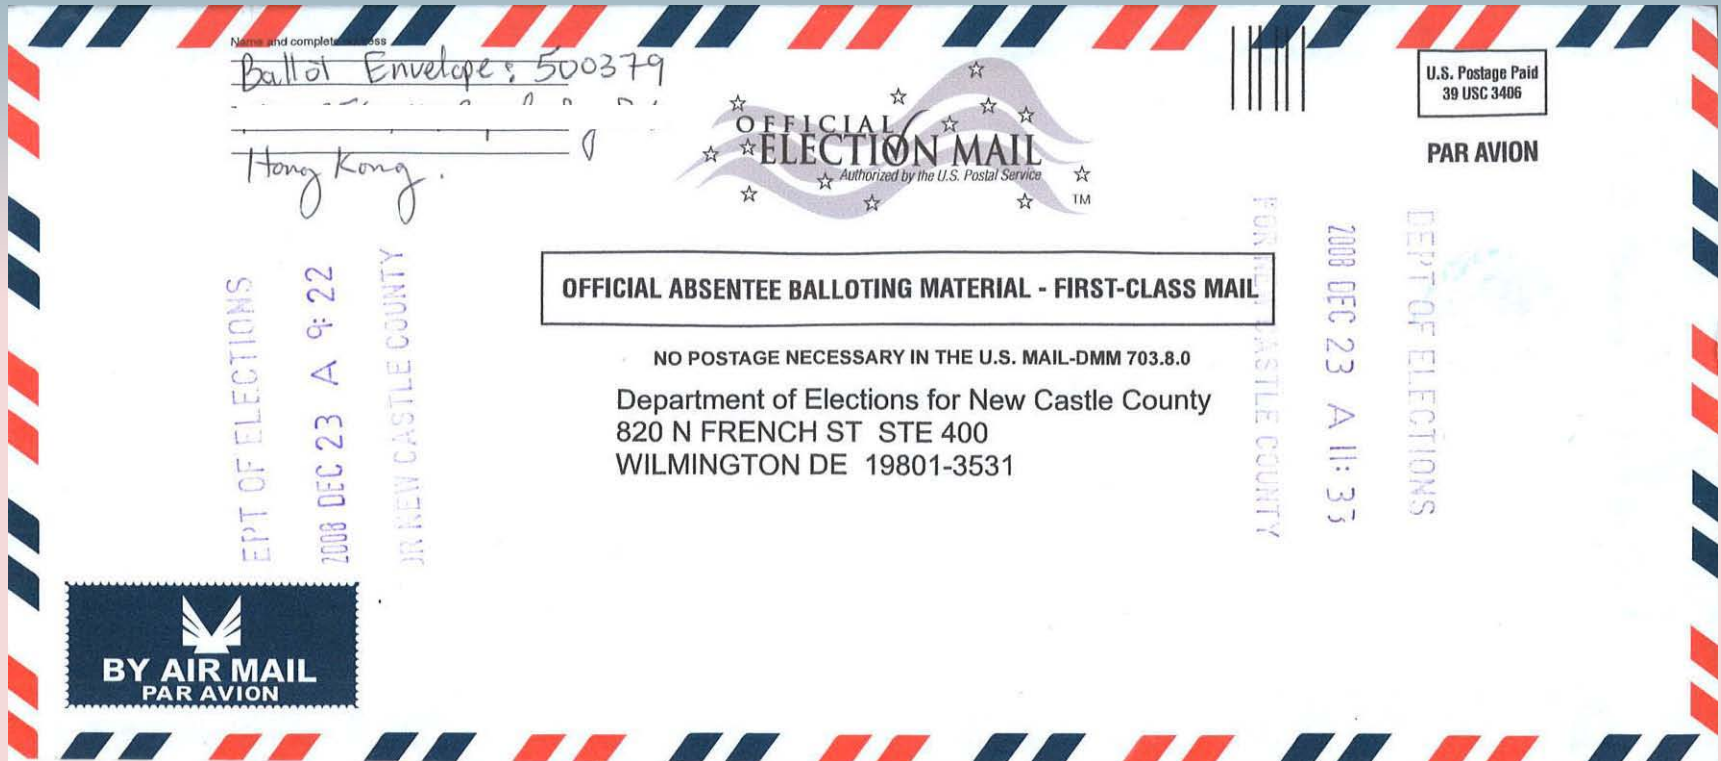 Name and complete
Ballot Envelope: 500379
Hong Kong.
OFFICIAL
ELECTION MAIL
Authorized by the U.S. Postal Service
TM
U.S. Postage Paid
39 USC 3406
PAR AVION
OFFICIAL ABSENTEE BALLOTING MATERIAL - FIRST-CLASS MAIL
NO POSTAGE NECESSARY IN THE U.S. MAIL-DMM 703.8.0
Department of Elections for New Castle County
820 N FRENCH ST STE 400
WILMINGTON DE 19801-3531
EPT OF ELECTIONS
2008 DEC 23 A 9:22
OR NEW CASTLE COUNTY
DEPT OF ELECTIONS
2008 DEC 23 A 11:33
FOR NEW CASTLE COUNTY
BY AIR MAIL
PAR AVION